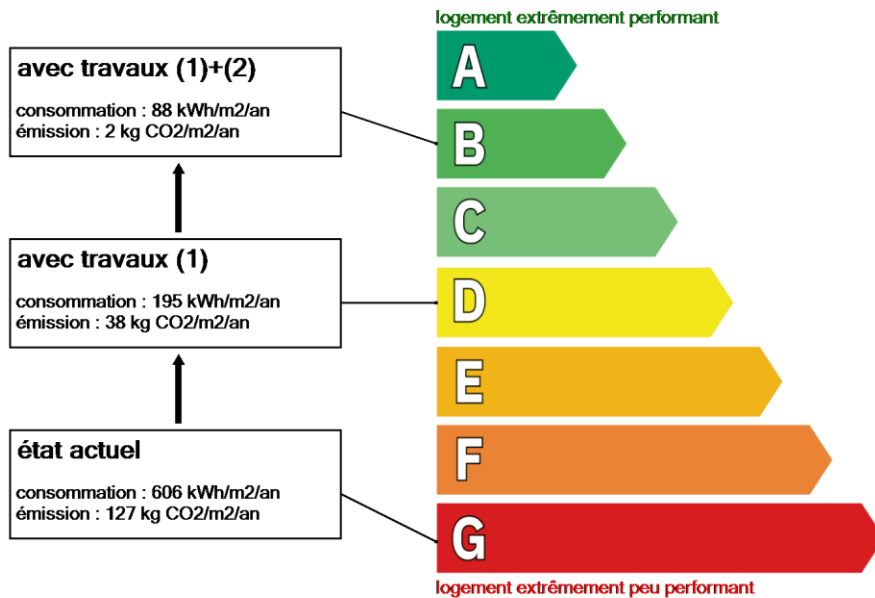 logement extrêmement performant
avec travaux (1)+(2)
consommation : 88 kWh/m2/an
émission : 2 kg CO2/m2/an
avec travaux (1)
consommation : 195 kWh/m2/an
émission : 38 kg CO2/m2/an
état actuel
consommation : 606 kWh/m2/an
émission : 127 kg CO2/m2/an
A
B
C
D
E
F
G
logement extrêmement peu performant